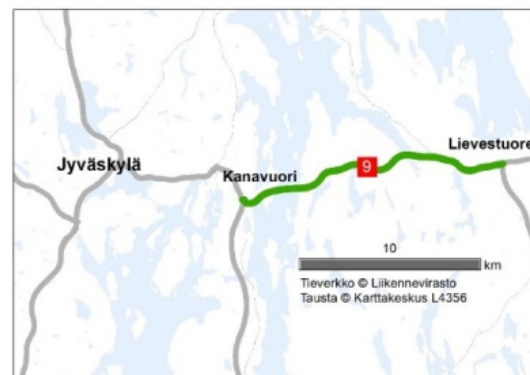 Lievestuore
Jyväskylä
Kanavuori
9
10
km
Tieverkko © Liikennevirasto
Tausta © Karttakeskus L4356